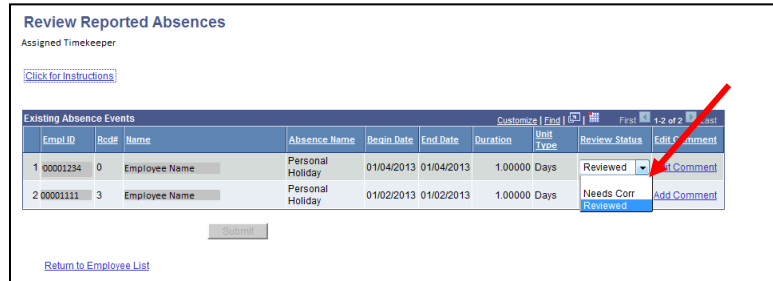 Review Reported Absences
Assigned Timekeeper
Click for Instructions
Existing Absence Events Customize | Find | | First 1-2 of 2 Last
Empl ID Rcd# Name Absence Name Begin Date End Date Duration Unit Type Review Status Edit Comment
1 00001234 0 Employee Name Personal Holiday 01/04/2013 01/04/2013 1.00000 Days Reviewed Edit Comment
Needs Corr
Reviewed
2 00001111 3 Employee Name Personal Holiday 01/02/2013 01/02/2013 1.00000 Days Add Comment
Submit
Return to Employee List